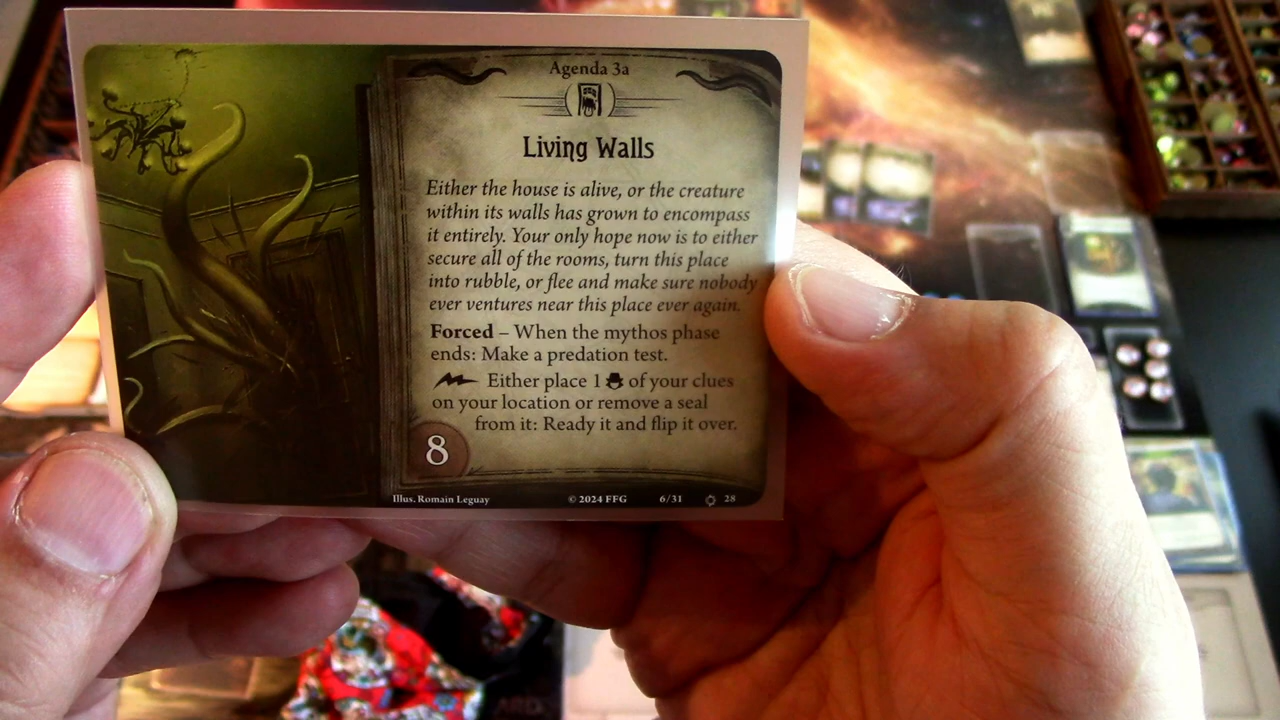 Agenda 3a
Living Walls
Either the house is alive, or the creature
within its walls has grown to encompass
it entirely. Your only hope now is to either
secure all of the rooms, turn this place
into rubble, or flee and make sure nobody
ever ventures near this place ever again.
Forced – When the mythos phase
ends: Make a predation test.
Either place 1 of your clues
on your location or remove a seal
from it: Ready it and flip it over.
8
Illus. Romain Leguay © 2024 FFG 6/31 28